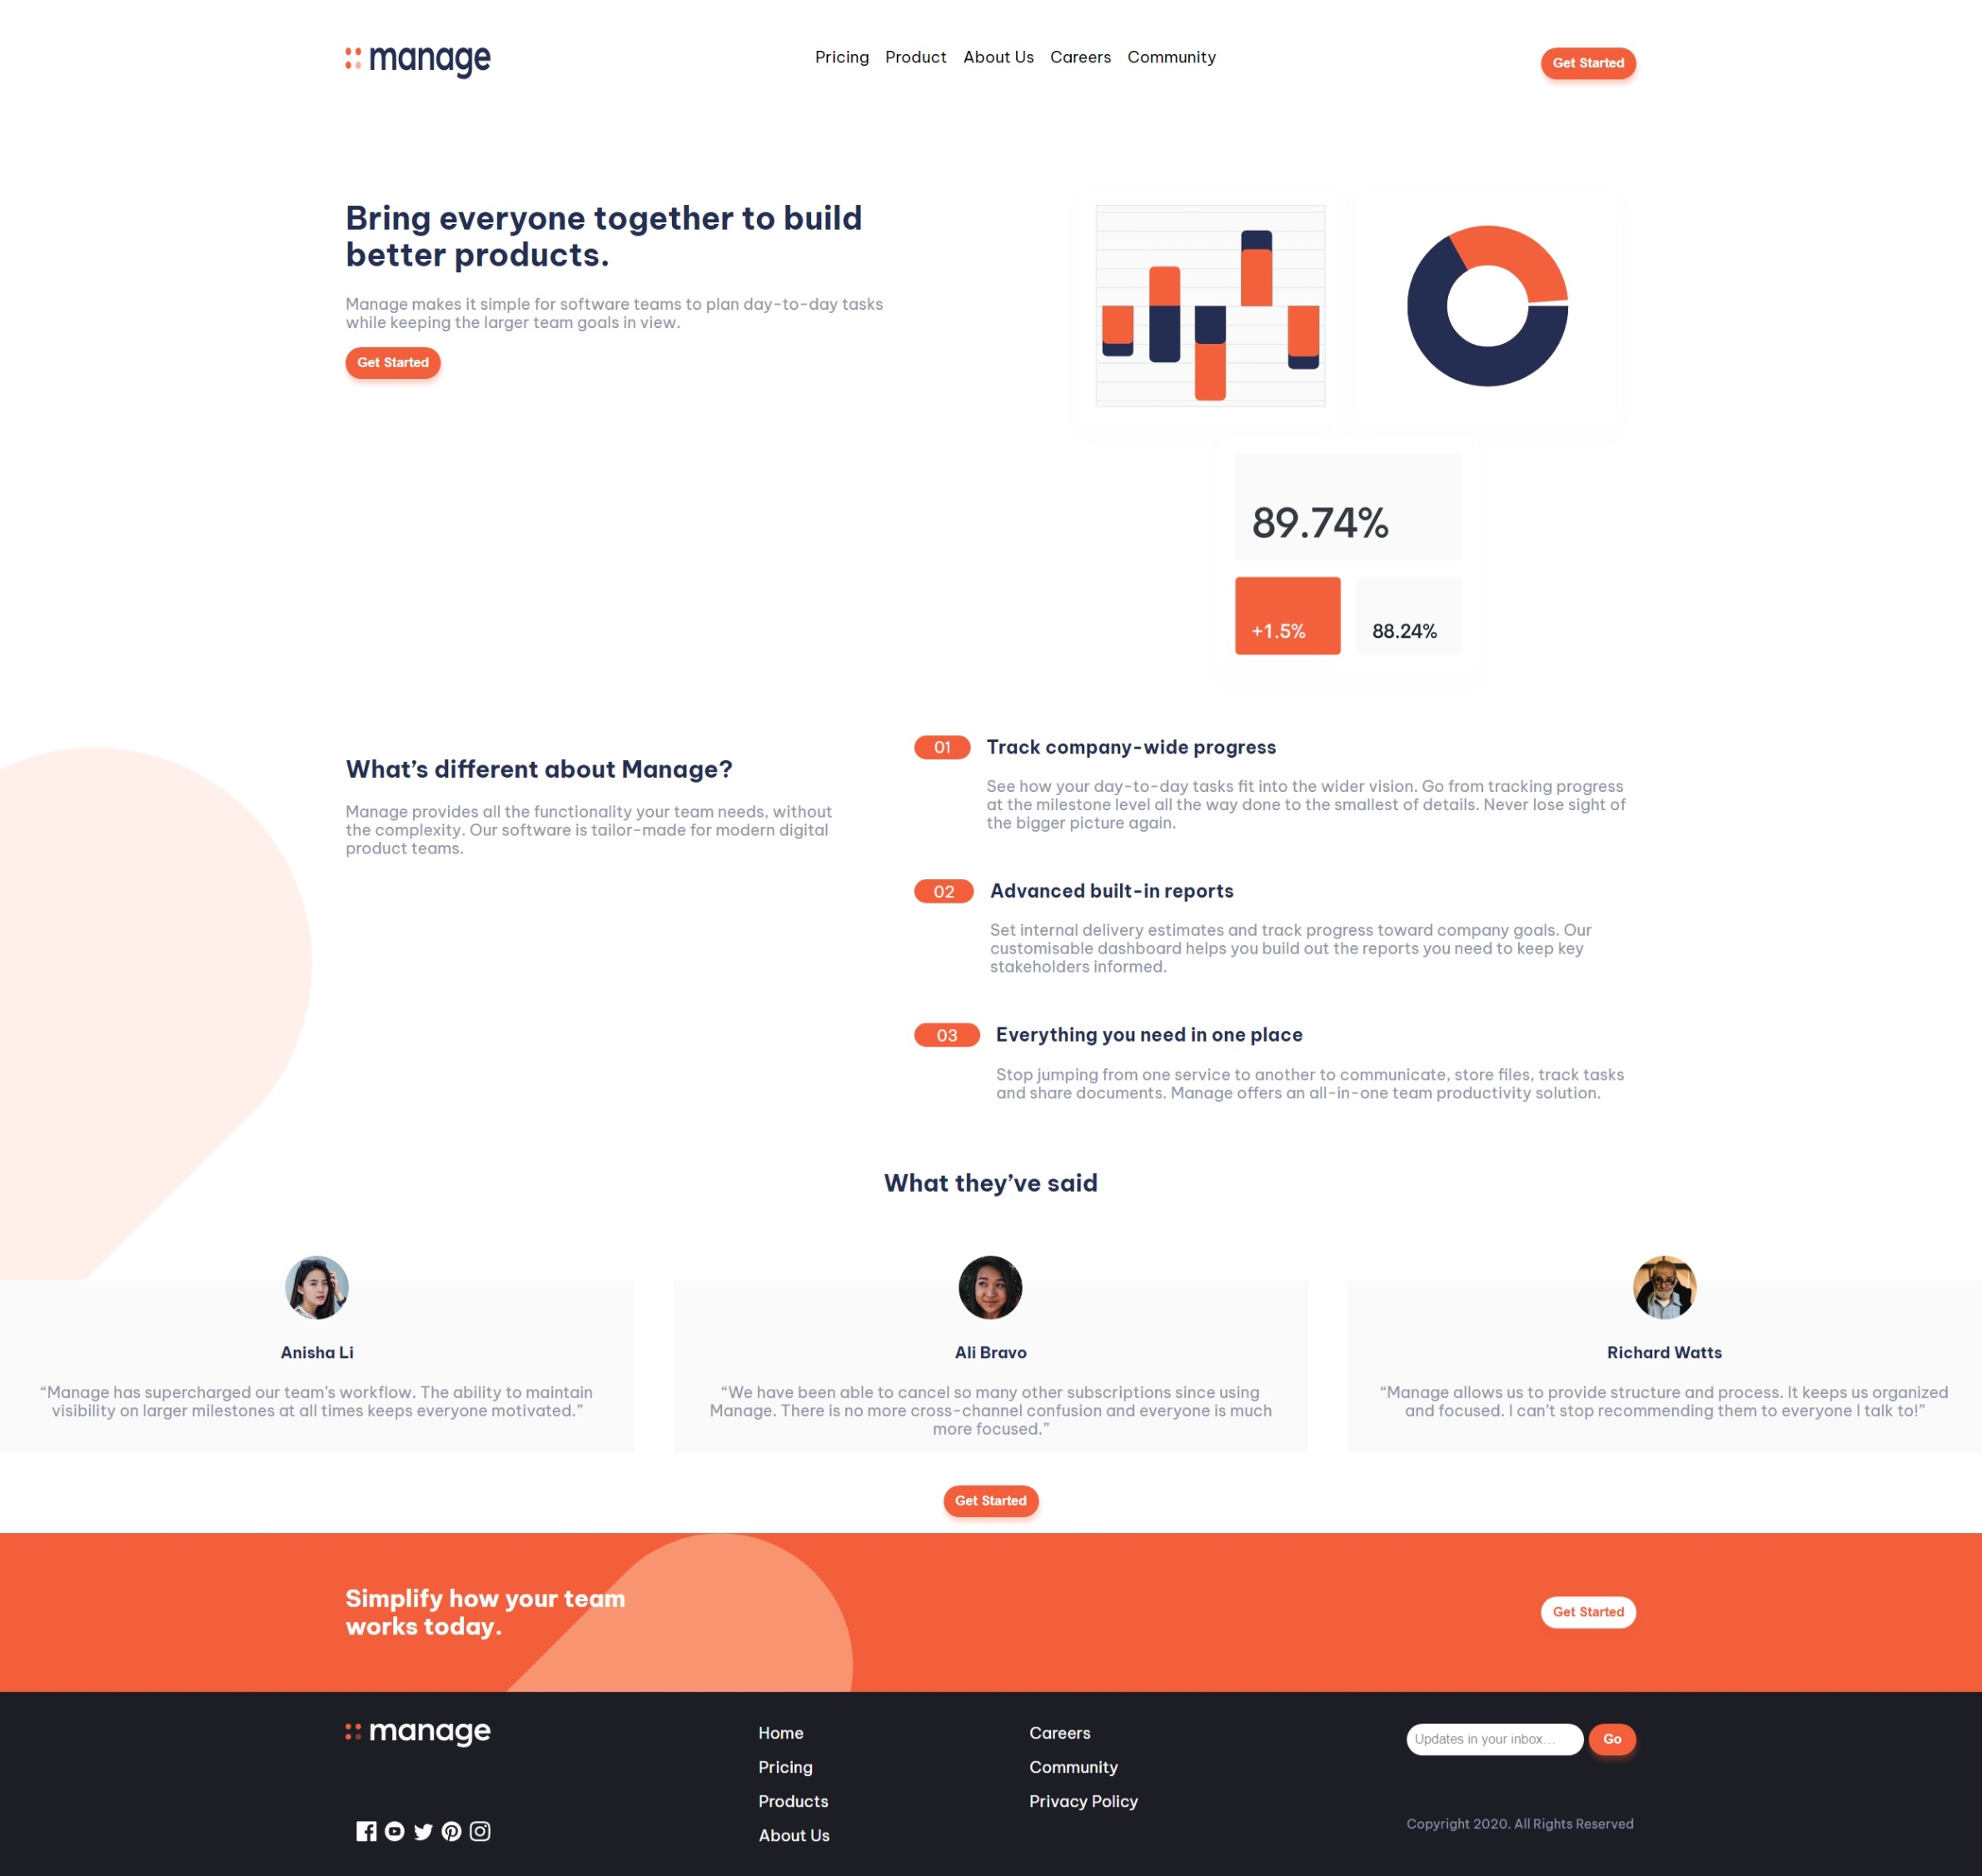 manage
Pricing Product About Us Careers Community
Get Started
Bring everyone together to build
better products.
Manage makes it simple for software teams to plan day-to-day tasks
while keeping the larger team goals in view.
Get Started
89.74%
+1.5%
88.24%
What’s different about Manage?
Manage provides all the functionality your team needs, without
the complexity. Our software is tailor-made for modern digital
product teams.
01
Track company-wide progress
See how your day-to-day tasks fit into the wider vision. Go from tracking progress
at the milestone level all the way done to the smallest of details. Never lose sight of
the bigger picture again.
02
Advanced built-in reports
Set internal delivery estimates and track progress toward company goals. Our
customisable dashboard helps you build out the reports you need to keep key
stakeholders informed.
03
Everything you need in one place
Stop jumping from one service to another to communicate, store files, track tasks
and share documents. Manage offers an all-in-one team productivity solution.
What they’ve said
Anisha Li
“Manage has supercharged our team’s workflow. The ability to maintain
visibility on larger milestones at all times keeps everyone motivated.”
Ali Bravo
“We have been able to cancel so many other subscriptions since using
Manage. There is no more cross-channel confusion and everyone is much
more focused.”
Richard Watts
“Manage allows us to provide structure and process. It keeps us organized
and focused. I can’t stop recommending them to everyone I talk to!”
Get Started
Simplify how your team
works today.
Get Started
manage
Home
Pricing
Products
About Us
Careers
Community
Privacy Policy
Updates in your inbox...
Go
Copyright 2020. All Rights Reserved